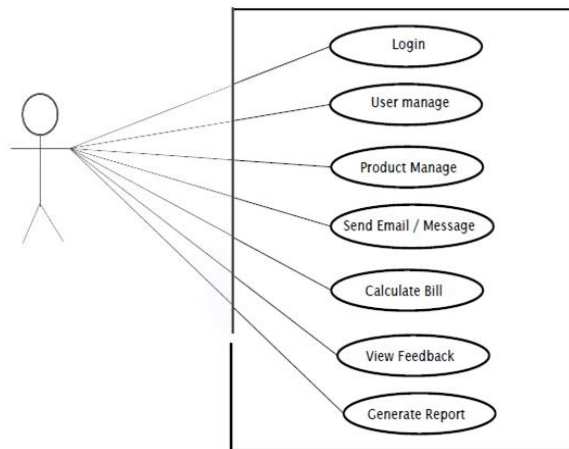 Login
User manage
Product Manage
Send Email / Message
Calculate Bill
View Feedback
Generate Report